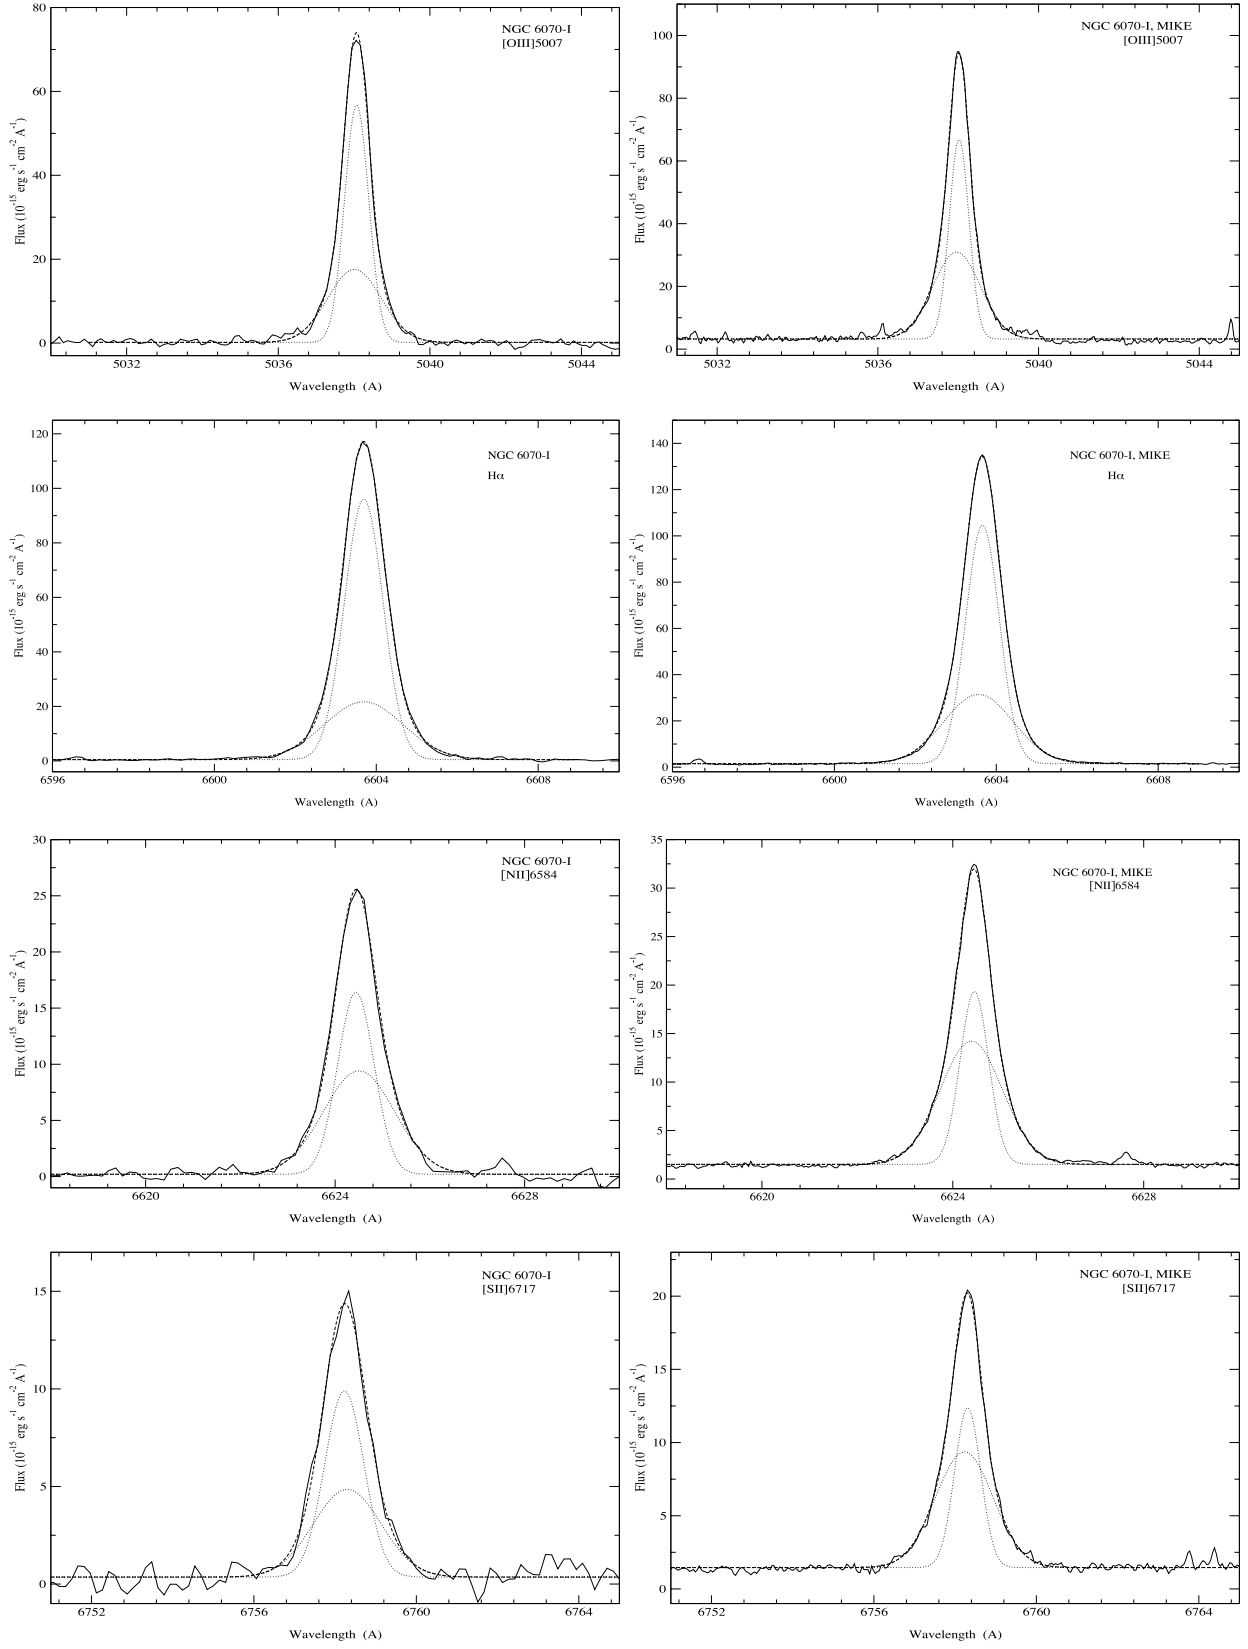 NGC 6070-I
[OIII]5007
80
60
40
20
0
5032
5036
5040
5044
Flux (10-15 erg s-1 cm-2 A-1)
Wavelength (A)
NGC 6070-I, MIKE
[OIII]5007
100
80
60
40
20
0
5032
5036
5040
5044
Flux (10-15 erg s-1 cm-2 A-1)
Wavelength (A)
NGC 6070-I
Hα
120
100
80
60
40
20
0
6596
6600
6604
6608
Flux (10-15 erg s-1 cm-2 A-1)
Wavelength (A)
NGC 6070-I, MIKE
Hα
140
120
100
80
60
40
20
0
6596
6600
6604
6608
Flux (10-15 erg s-1 cm-2 A-1)
Wavelength (A)
NGC 6070-I
[NII]6584
30
25
20
15
10
5
0
6620
6624
6628
Flux (10-15 erg s-1 cm-2 A-1)
Wavelength (A)
NGC 6070-I, MIKE
[NII]6584
35
30
25
20
15
10
5
0
6620
6624
6628
Flux (10-15 erg s-1 cm-2 A-1)
Wavelength (A)
NGC 6070-I
[SII]6717
15
10
5
0
6752
6756
6760
6764
Flux (10-15 erg s-1 cm-2 A-1)
Wavelength (A)
NGC 6070-I, MIKE
[SII]6717
20
15
10
5
0
6752
6756
6760
6764
Flux (10-15 erg s-1 cm-2 A-1)
Wavelength (A)